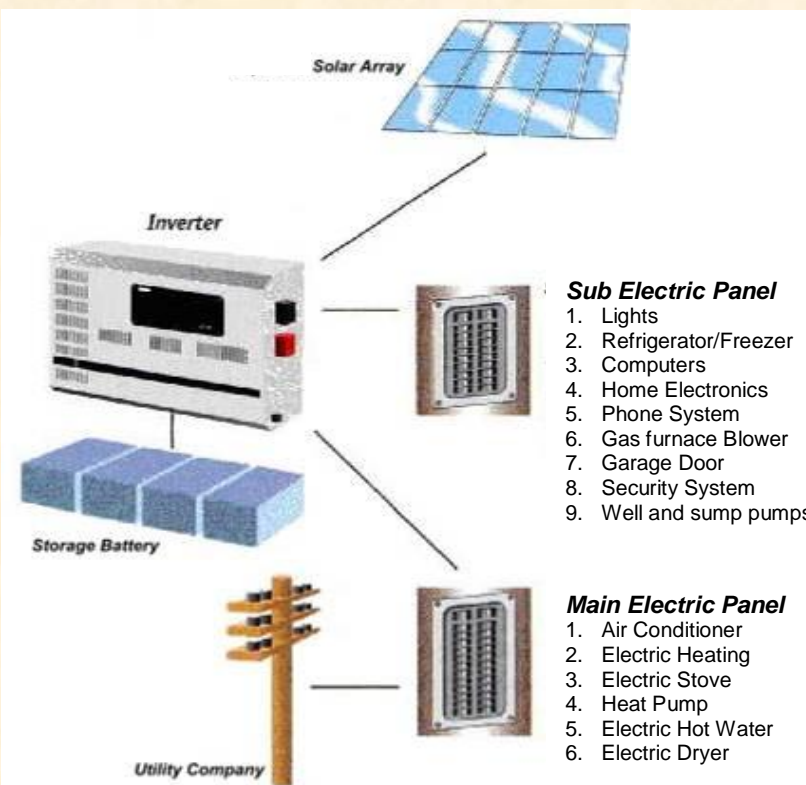 Solar Array
Inverter
Sub Electric Panel
1. Lights
2. Refrigerator/Freezer
3. Computers
4. Home Electronics
5. Phone System
6. Gas furnace Blower
7. Garage Door
8. Security System
9. Well and sump pumps
Storage Battery
Main Electric Panel
1. Air Conditioner
2. Electric Heating
3. Electric Stove
4. Heat Pump
5. Electric Hot Water
6. Electric Dryer
Utility Company